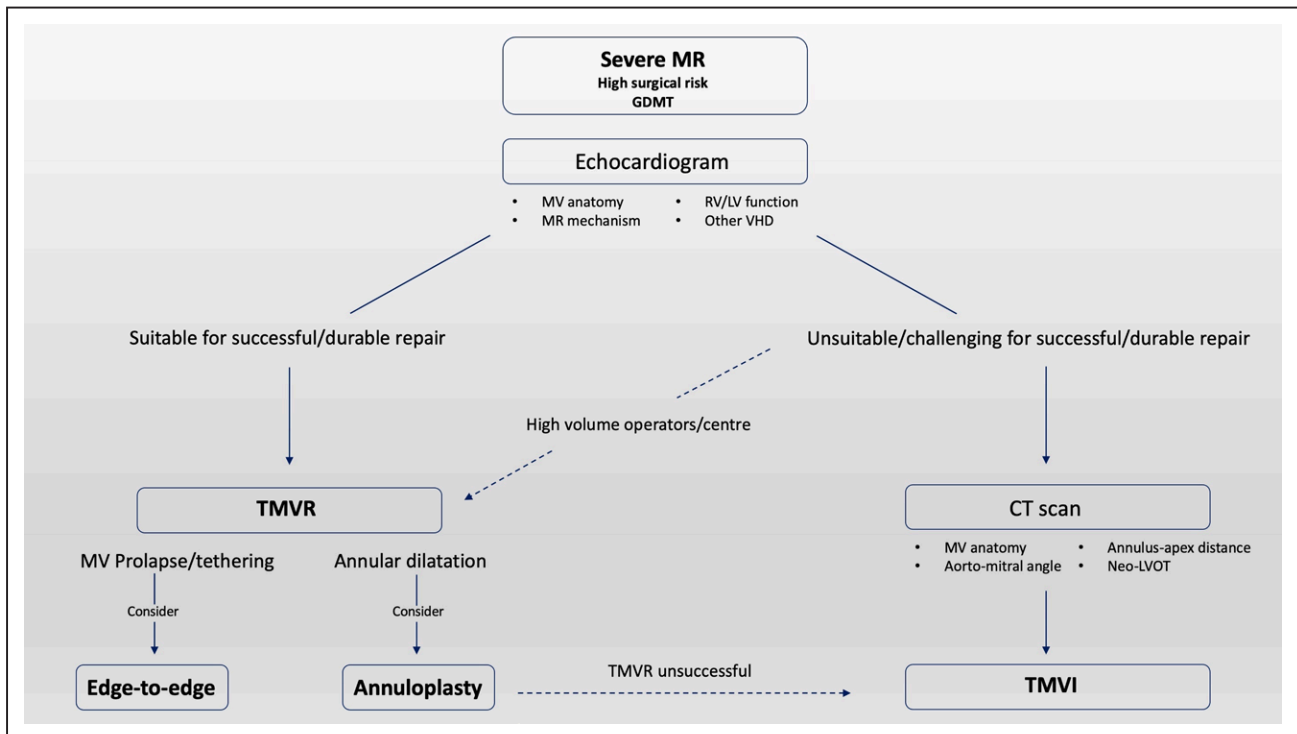 Severe MR
High surgical risk
GDMT
Echocardiogram
• MV anatomy
• MR mechanism
• RV/LV function
• Other VHD
Suitable for successful/durable repair
Unsuitable/challenging for successful/durable repair
High volume operators/centre
TMVR
CT scan
MV Prolapse/tethering
Annular dilatation
• MV anatomy
• Aorto-mitral angle
• Annulus-apex distance
• Neo-LVOT
Consider
Consider
Edge-to-edge
Annuloplasty
TMVR unsuccessful
TMVI